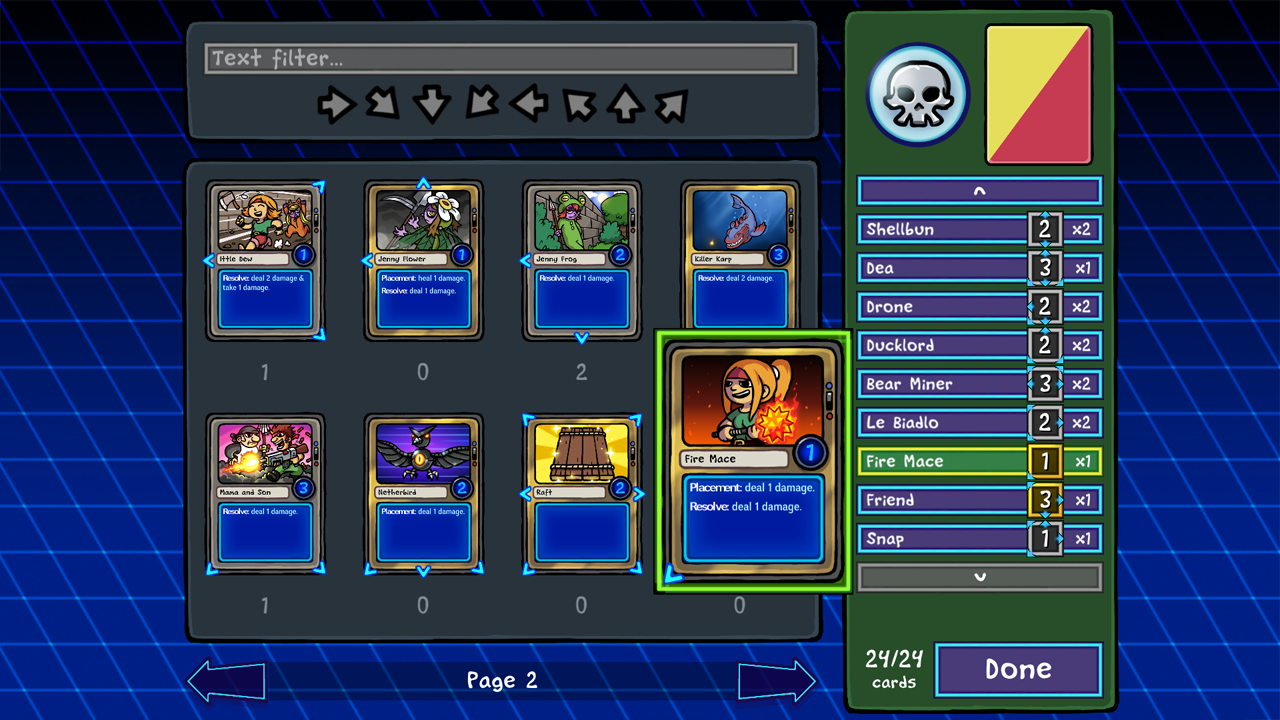 Text filter...
Ittle Dew
1
Resolve: deal 2 damage &
take 1 damage.
1
Jenny Flower
1
Placement: heal 1 damage.
Resolve: deal 1 damage.
0
Jenny Frog
2
Resolve: deal 1 damage.
2
Killer Karp
3
Resolve: deal 2 damage.
Mama and Son
3
Resolve: deal 1 damage.
1
Netherbird
2
Placement: deal 1 damage.
0
Raft
2
0
Fire Mace
1
Placement: deal 1 damage.
Resolve: deal 1 damage.
0
Page 2
Shellbun 2 x2
Dea 3 x1
Drone 2 x2
Ducklord 2 x2
Bear Miner 3 x2
Le Biadlo 2 x2
Fire Mace 1 x1
Friend 3 x1
Snap 1 x1
24/24
cards
Done